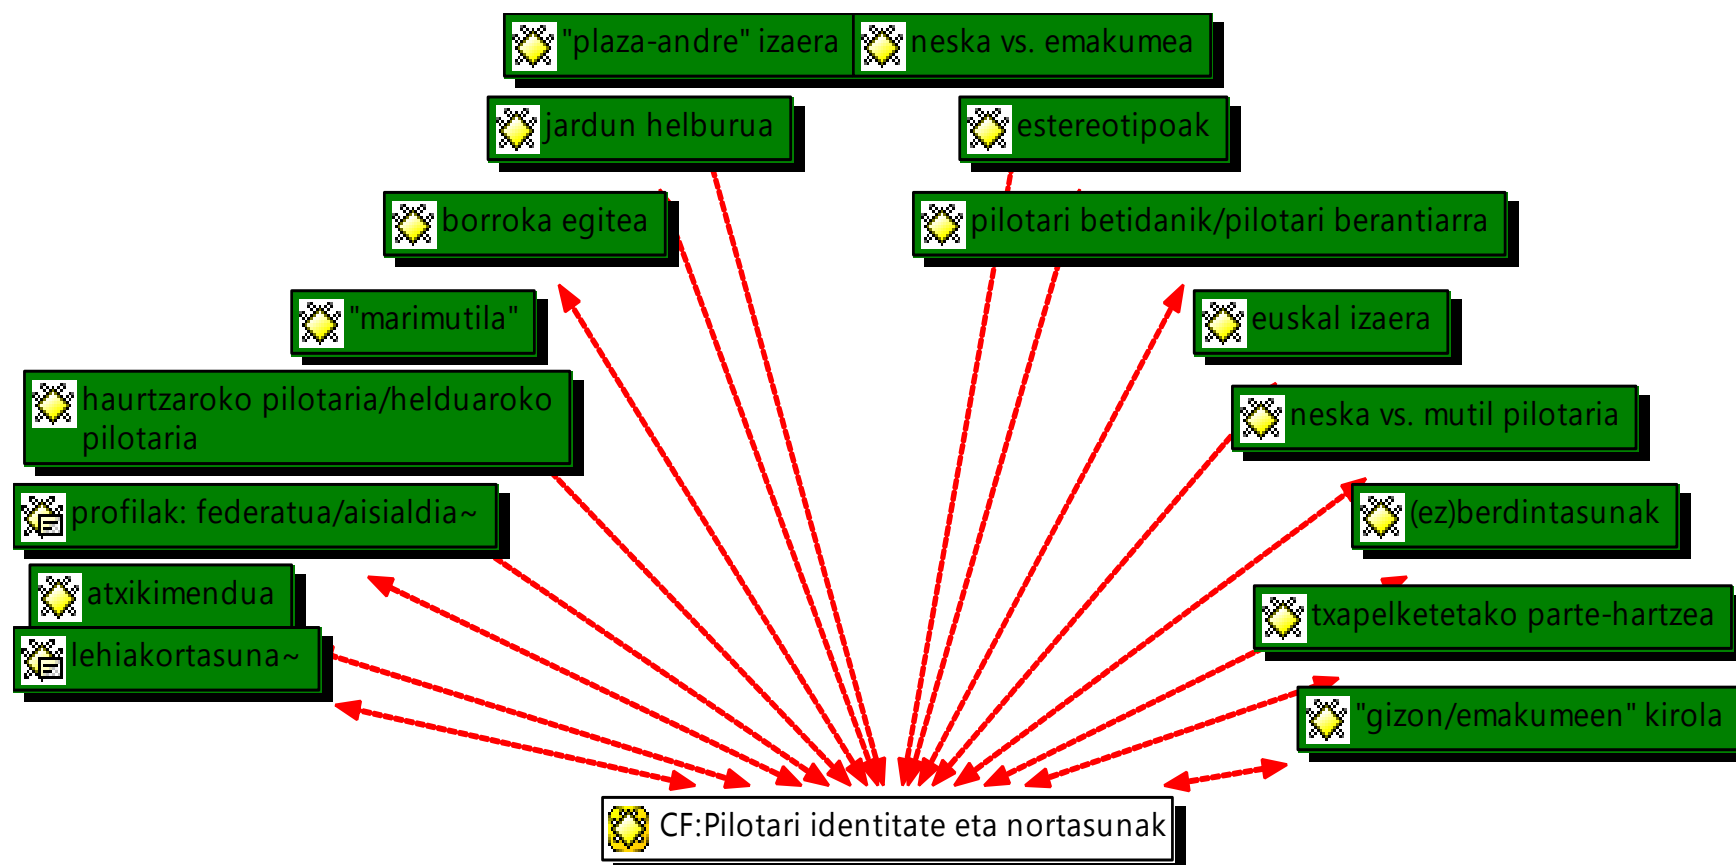 "plaza-andre" izaera
neska vs. emakumea
jardun helburua
estereotipoak
borroka egitea
pilotari betidanik/pilotari berantiarra
"marimutila"
euskal izaera
haurtzaroko pilotaria/helduaroko
pilotaria
neska vs. mutil pilotaria
profilak: federatua/aisialdia~
(ez)berdintasunak
atxikimendua
txapelketetako parte-hartzea
lehiakortasuna~
"gizon/emakumeen" kirola
CF:Pilotari identitate eta nortasunak